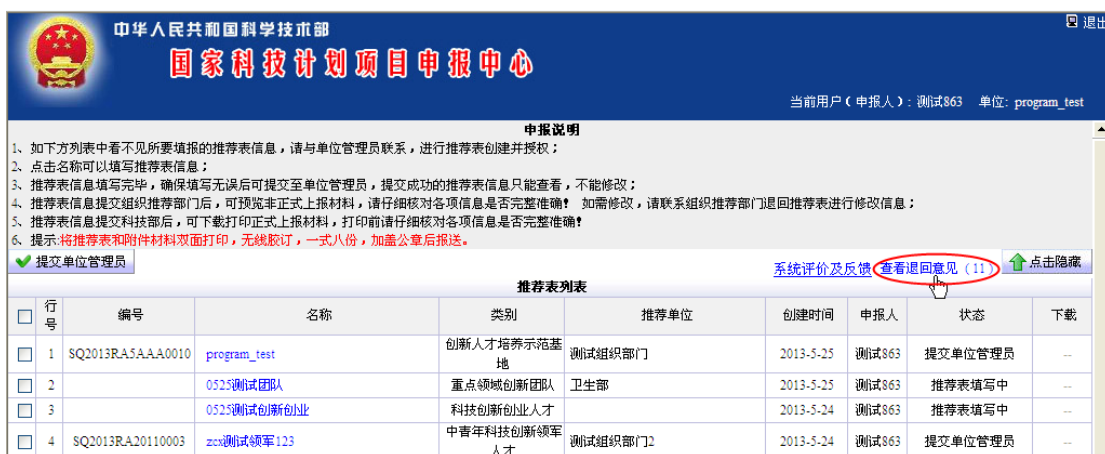 中华人民共和国科学技术部
退出
国家科技计划项目申报中心
当前用户(申报人):测试863 单位: program_test
申报说明
1、如下方列表中看不见所要填报的推荐表信息,请与单位管理员联系,进行推荐表创建并授权;
2、点击名称可以填写推荐表信息;
3、推荐表信息填写完毕,确保填写无误后可提交至单位管理员,提交成功的推荐表信息只能查看,不能修改;
4、推荐表信息提交组织推荐部门后,可预览非正式上报材料,请仔细核对各项信息是否完整准确! 如需修改,请联系组织推荐部门退回推荐表进行修改信息;
5、推荐表信息提交科技部后,可下载打印正式上报材料,打印前请仔细核对各项信息是否完整准确!
6、提示:将推荐表和附件材料双面打印,无线胶订,一式八份,加盖公章后报送。
提交单位管理员 系统评价及反馈 查看退回意见(11) 点击隐藏
推荐表列表
行号 编号 名称 类别 推荐单位 创建时间 申报人 状态 下载
1 SQ2013RA5AAA0010 program_test 创新人才培养示范基地 测试组织部门 2013-5-25 测试863 提交单位管理员 --
2 0525测试团队 重点领域创新团队 卫生部 2013-5-25 测试863 推荐表填写中 --
3 0525测试创新创业 科技创新创业人才 2013-5-24 测试863 推荐表填写中 --
4 SQ2013RA20110003 zcx测试领军123 中青年科技创新领军人才 测试组织部门2 2013-5-24 测试863 提交单位管理员 --